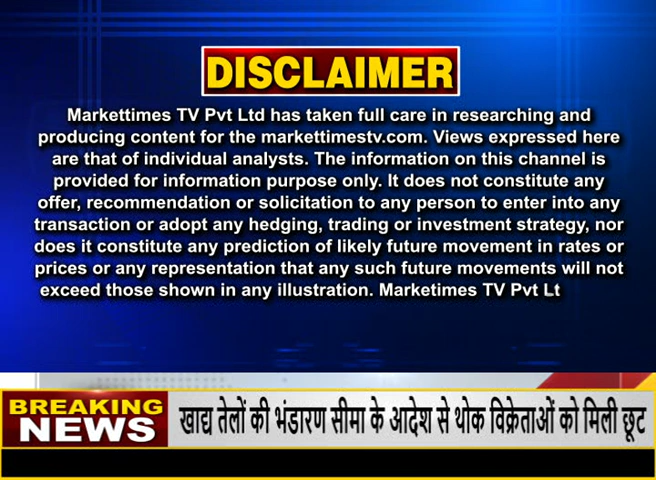 DISCLAIMER
Markettimes TV Pvt Ltd has taken full care in researching and
producing content for the markettimestv.com. Views expressed here
are that of individual analysts. The information on this channel is
provided for information purpose only. It does not constitute any
offer, recommendation or solicitation to any person to enter into any
transaction or adopt any hedging, trading or investment strategy, nor
does it constitute any prediction of likely future movement in rates or
prices or any representation that any such future movements will not
exceed those shown in any illustration. Marketimes TV Pvt Lt
BREAKING
NEWS
खाद्य तेलों की भंडारण सीमा के आदेश से थोक विक्रेताओं को मिली छूट